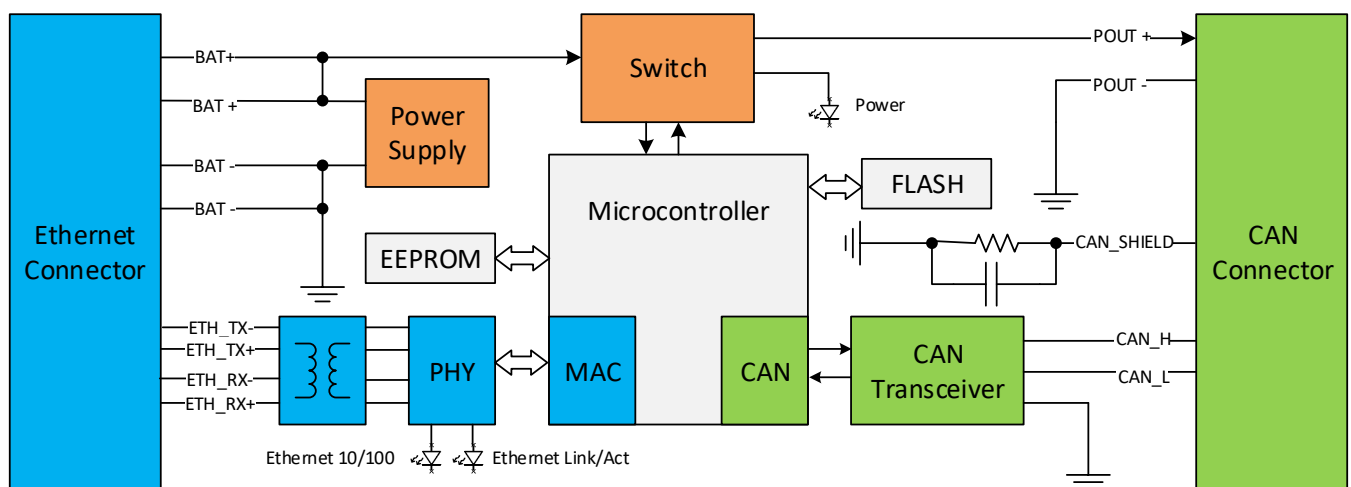 BAT+
BAT +
BAT -
BAT -
Ethernet
Connector
ETH_TX-
ETH_TX+
ETH_RX-
ETH_RX+
Power
Supply
Switch
Power
POUT +
POUT -
Microcontroller
FLASH
EEPROM
CAN_SHIELD
CAN
Connector
PHY
MAC
CAN
CAN
Transceiver
CAN_H
CAN_L
Ethernet 10/100
Ethernet Link/Act